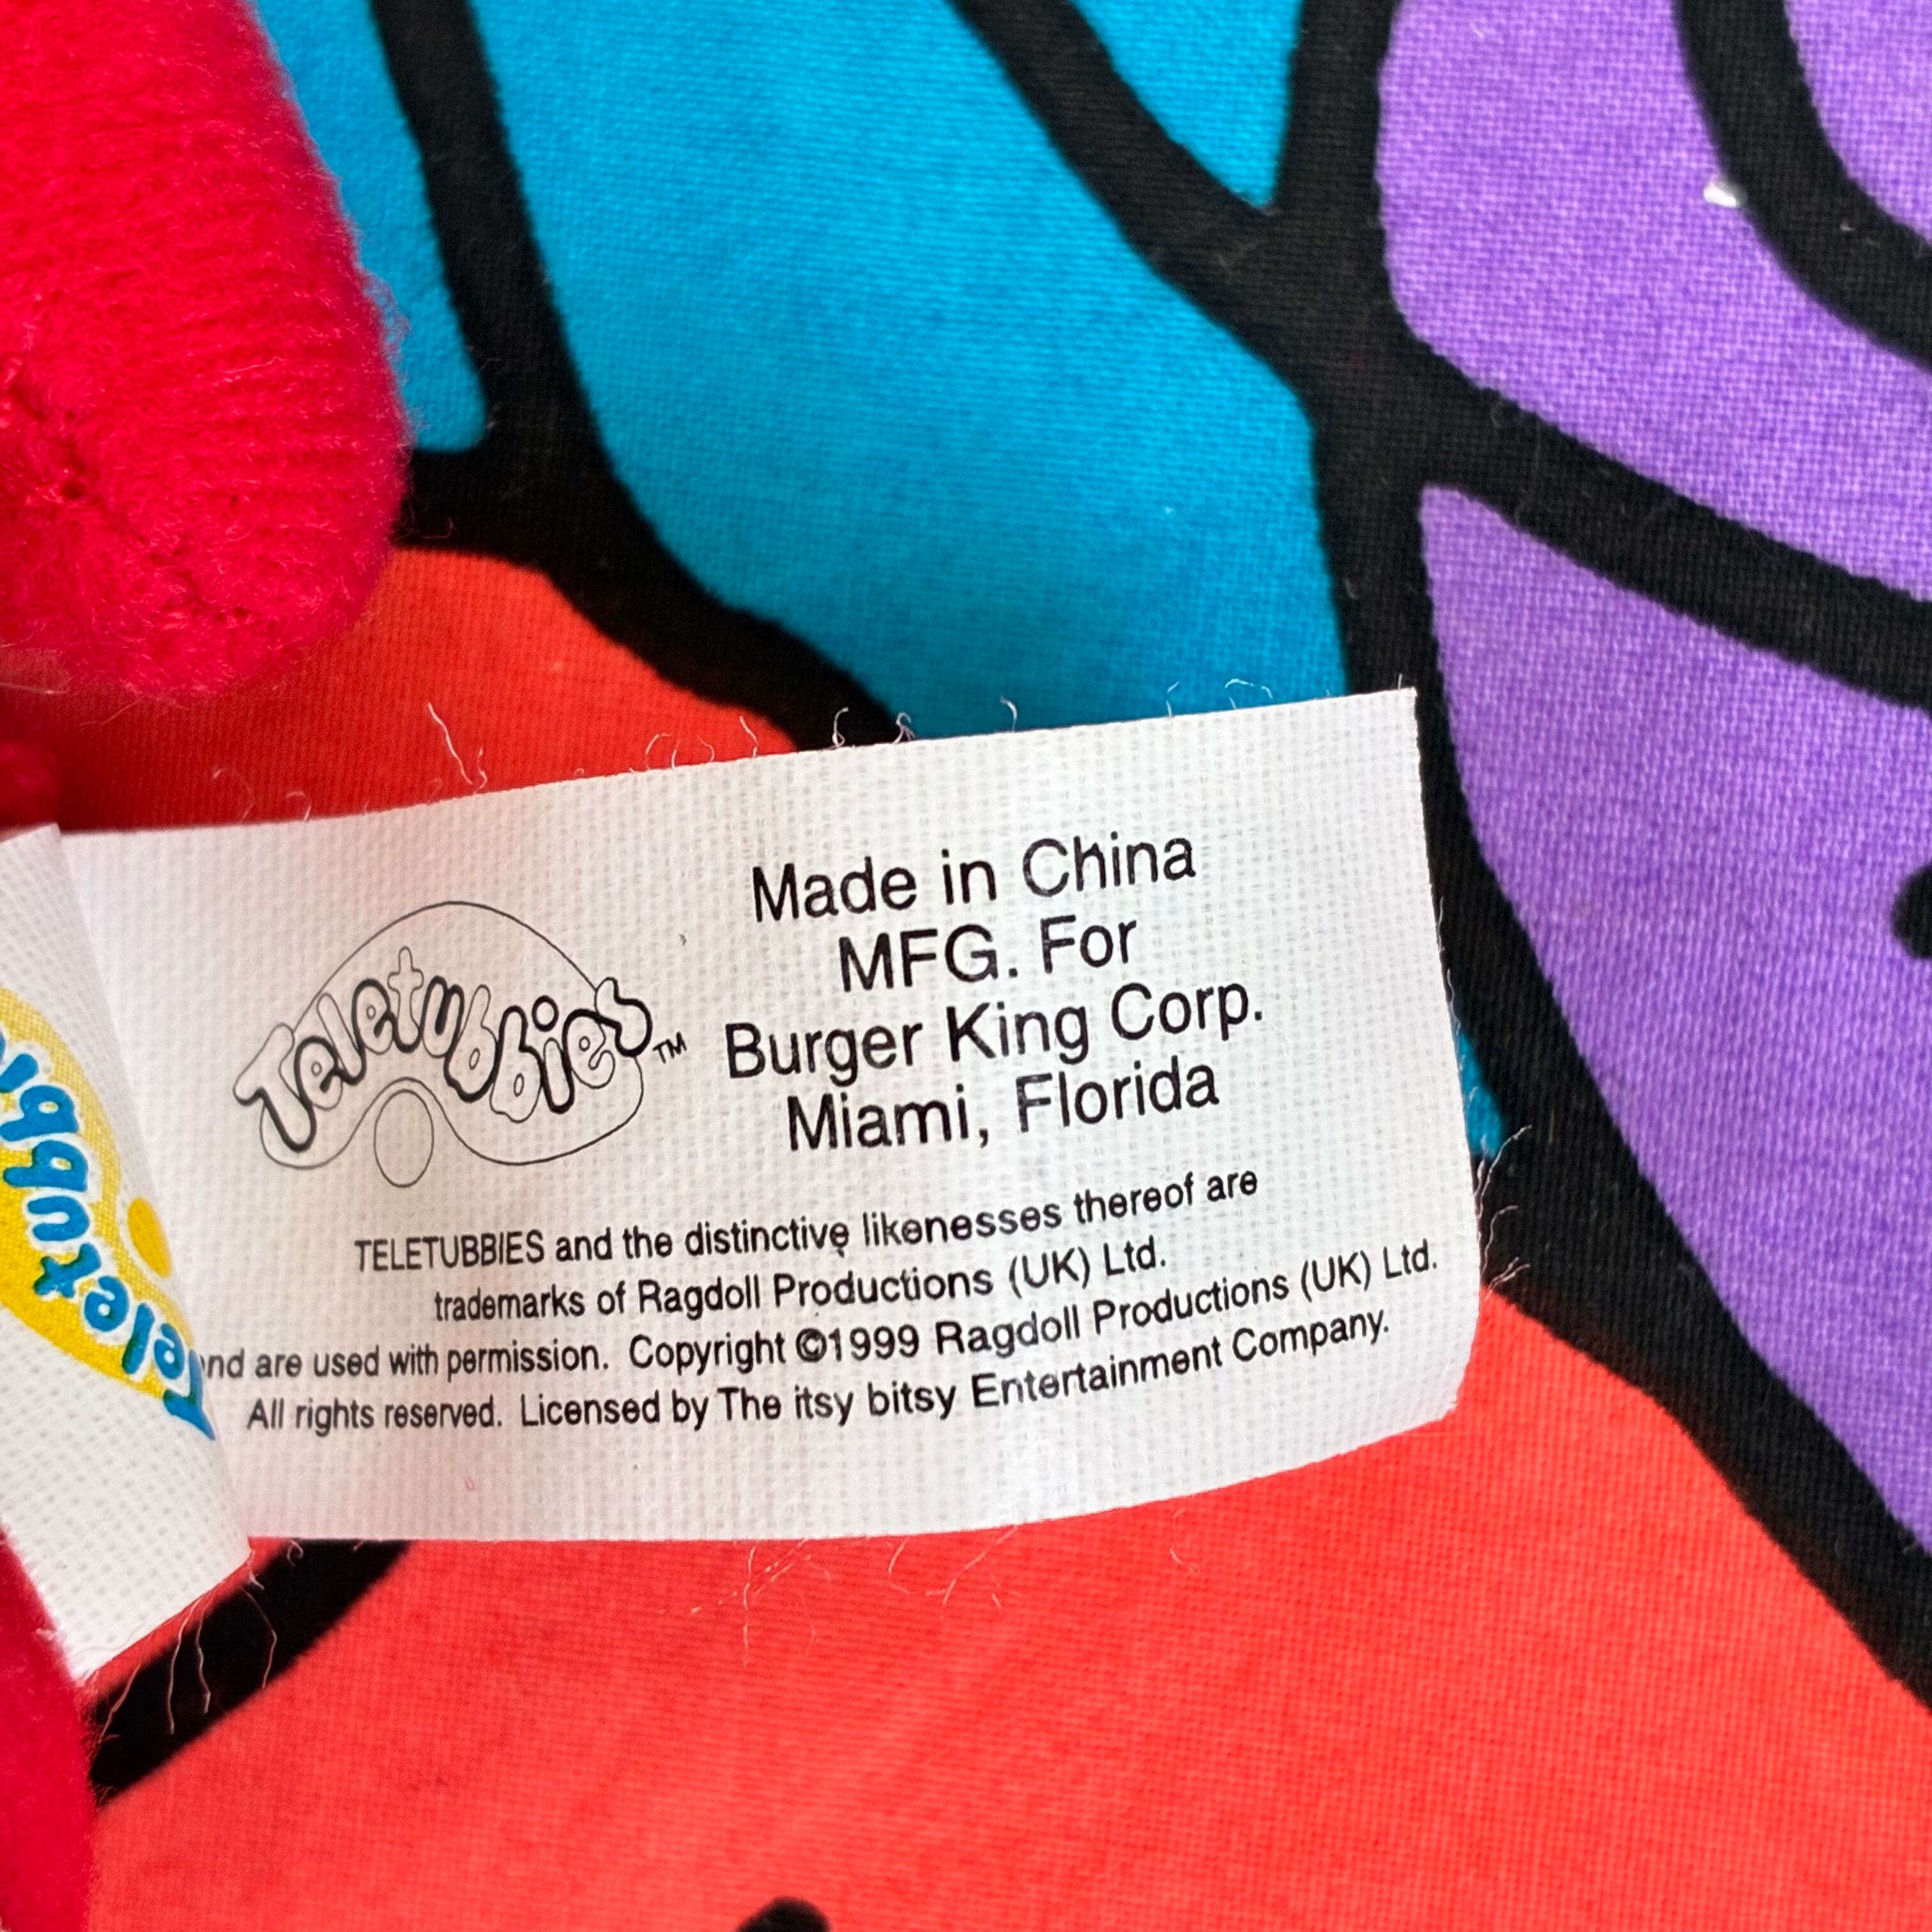 Teletubbies™
Made in China
MFG. For
Burger King Corp.
Miami, Florida
TELETUBBIES and the distinctive likenesses thereof are
trademarks of Ragdoll Productions (UK) Ltd.
nd are used with permission. Copyright ©1999 Ragdoll Productions (UK) Ltd.
All rights reserved. Licensed by The itsy bitsy Entertainment Company.
Teletubbi